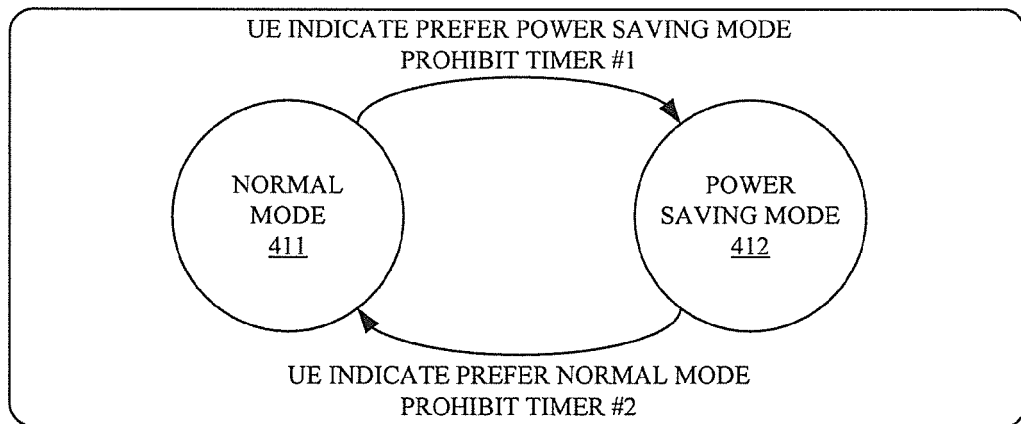 UE INDICATE PREFER POWER SAVING MODE
PROHIBIT TIMER #1
NORMAL
MODE
411
POWER
SAVING MODE
412
UE INDICATE PREFER NORMAL MODE
PROHIBIT TIMER #2